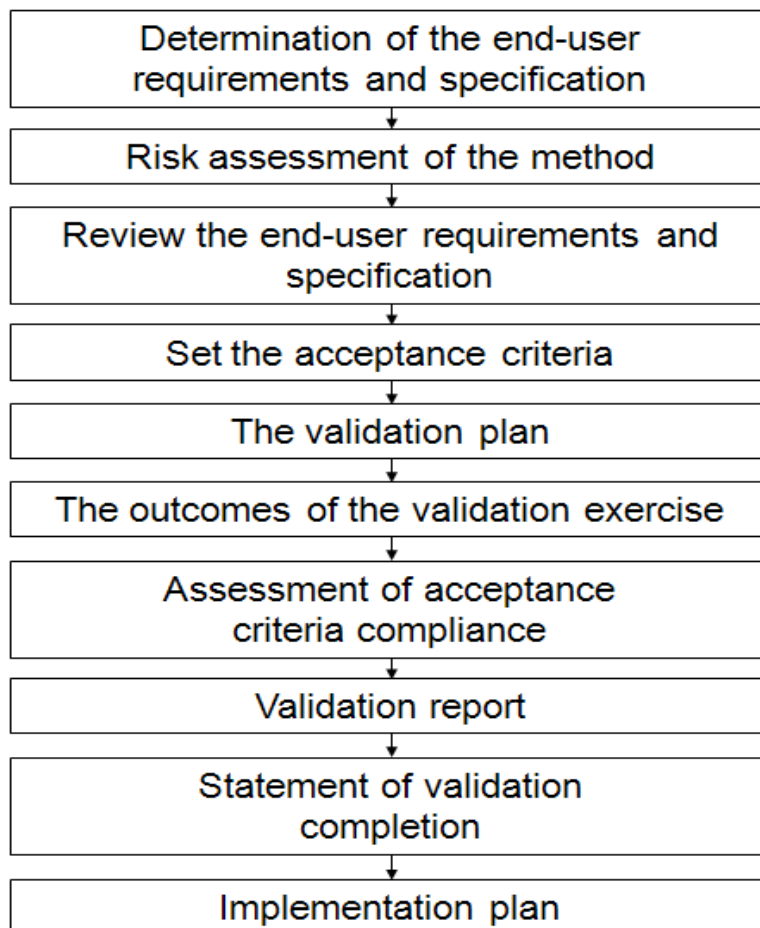 Determination of the end-user
requirements and specification
Risk assessment of the method
Review the end-user requirements and
specification
Set the acceptance criteria
The validation plan
The outcomes of the validation exercise
Assessment of acceptance
criteria compliance
Validation report
Statement of validation
completion
Implementation plan